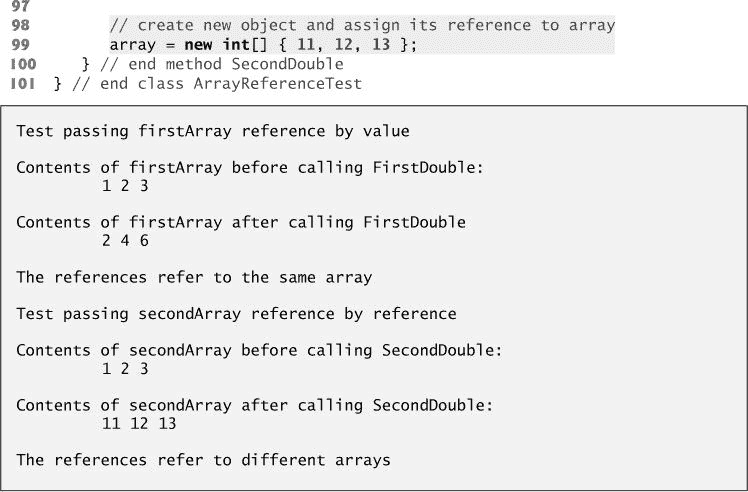 97
98 // create new object and assign its reference to array
99 array = new int[] { 11, 12, 13 };
100 } // end method SecondDouble
101 } // end class ArrayReferenceTest
Test passing firstArray reference by value
Contents of firstArray before calling FirstDouble:
1 2 3
Contents of firstArray after calling FirstDouble
2 4 6
The references refer to the same array
Test passing secondArray reference by reference
Contents of secondArray before calling SecondDouble:
1 2 3
Contents of secondArray after calling SecondDouble:
11 12 13
The references refer to different arrays